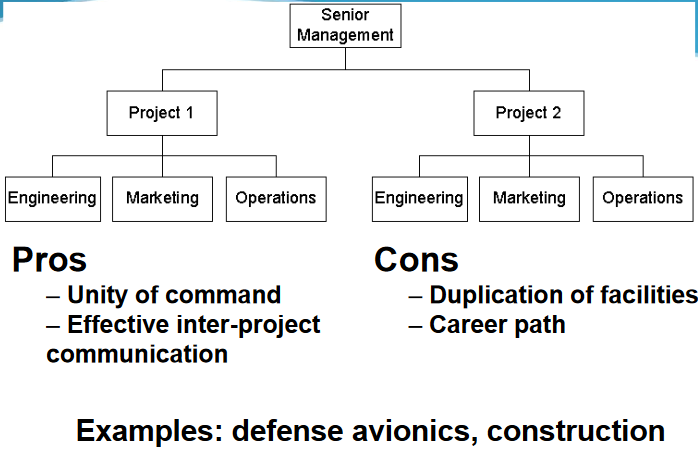 Senior
Management
Project 1
Project 2
Engineering
Marketing
Operations
Engineering
Marketing
Operations
Pros
– Unity of command
– Effective inter-project
communication
Cons
– Duplication of facilities
– Career path
Examples: defense avionics, construction